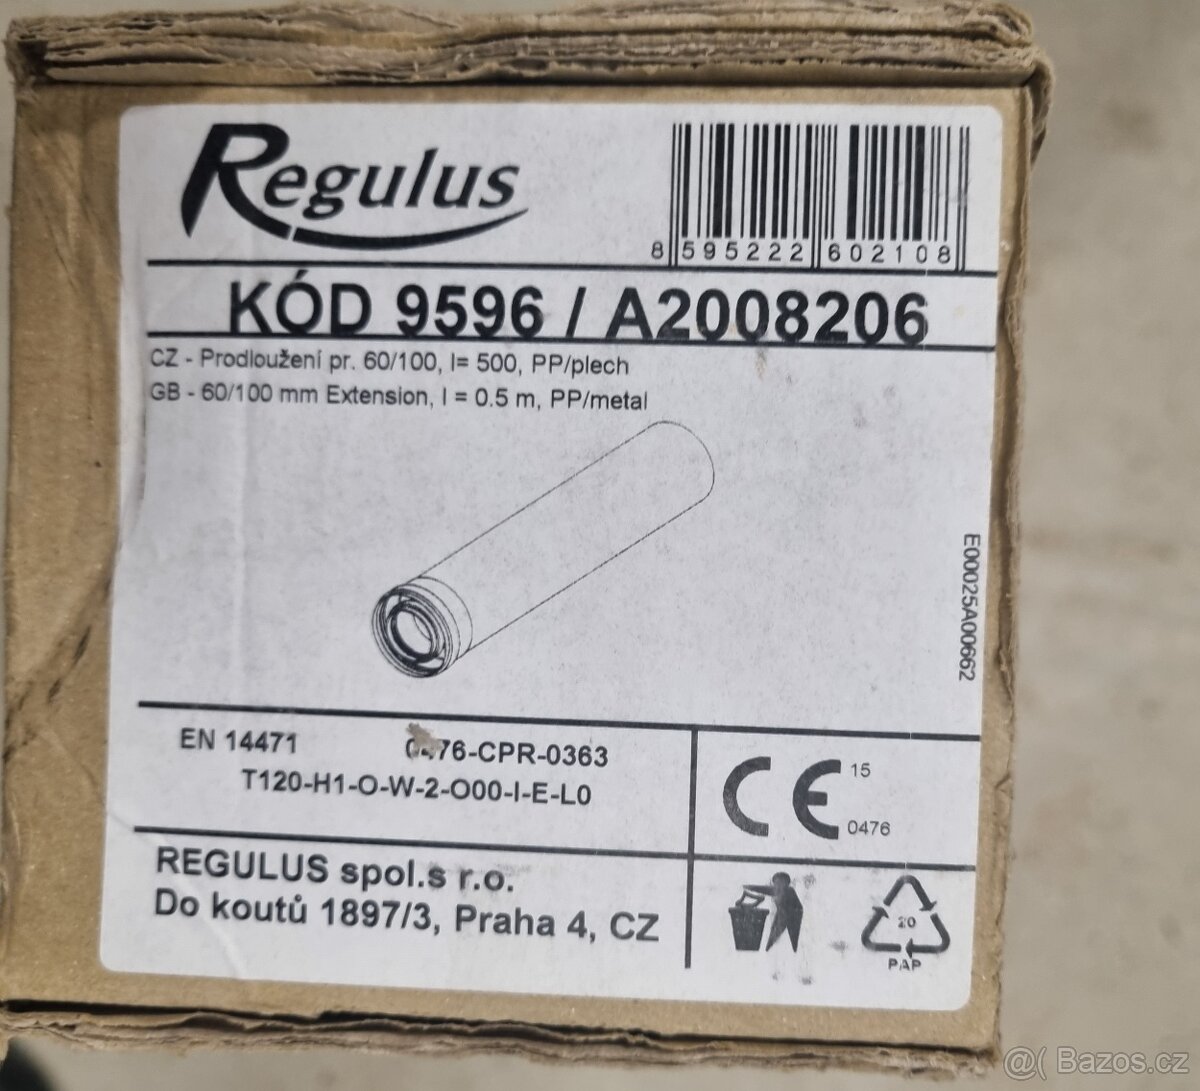 Regulus
8 595222 602108
KÓD 9596 / A2008206
CZ - Prodloužení pr. 60/100, l= 500, PP/plech
GB - 60/100 mm Extension, l = 0.5 m, PP/metal
E00025A00662
EN 14471
0476-CPR-0363
T120-H1-O-W-2-O00-I-E-L0
CE 15
0476
REGULUS spol.s r.o.
Do koutů 1897/3, Praha 4, CZ
20
PAP
@( Bazos.cz